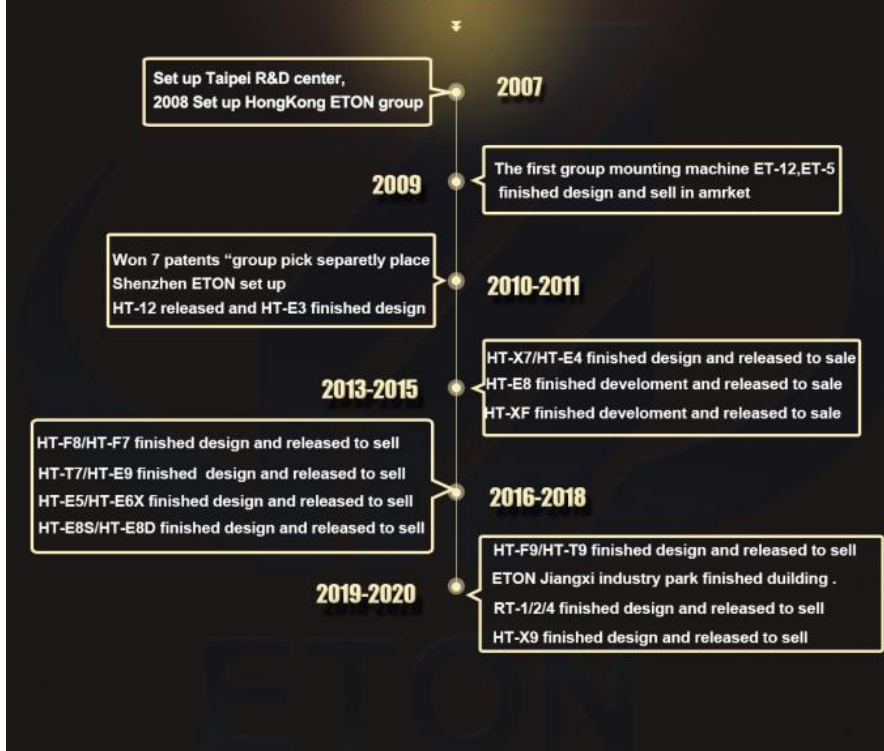 Set up Taipei R&D center,
2008 Set up HongKong ETON group
2007
2009
The first group mounting machine ET-12,ET-5
finished design and sell in amrket
Won 7 patents “group pick separetly place
Shenzhen ETON set up
HT-12 released and HT-E3 finished design
2010-2011
2013-2015
HT-X7/HT-E4 finished design and released to sale
HT-E8 finished develoment and released to sale
HT-XF finished develoment and released to sale
HT-F8/HT-F7 finished design and released to sell
HT-T7/HT-E9 finished design and released to sell
HT-E5/HT-E6X finished design and released to sell
HT-E8S/HT-E8D finished design and released to sell
2016-2018
2019-2020
HT-F9/HT-T9 finished design and released to sell
ETON Jiangxi industry park finished duilding .
RT-1/2/4 finished design and released to sell
HT-X9 finished design and released to sell
ETON